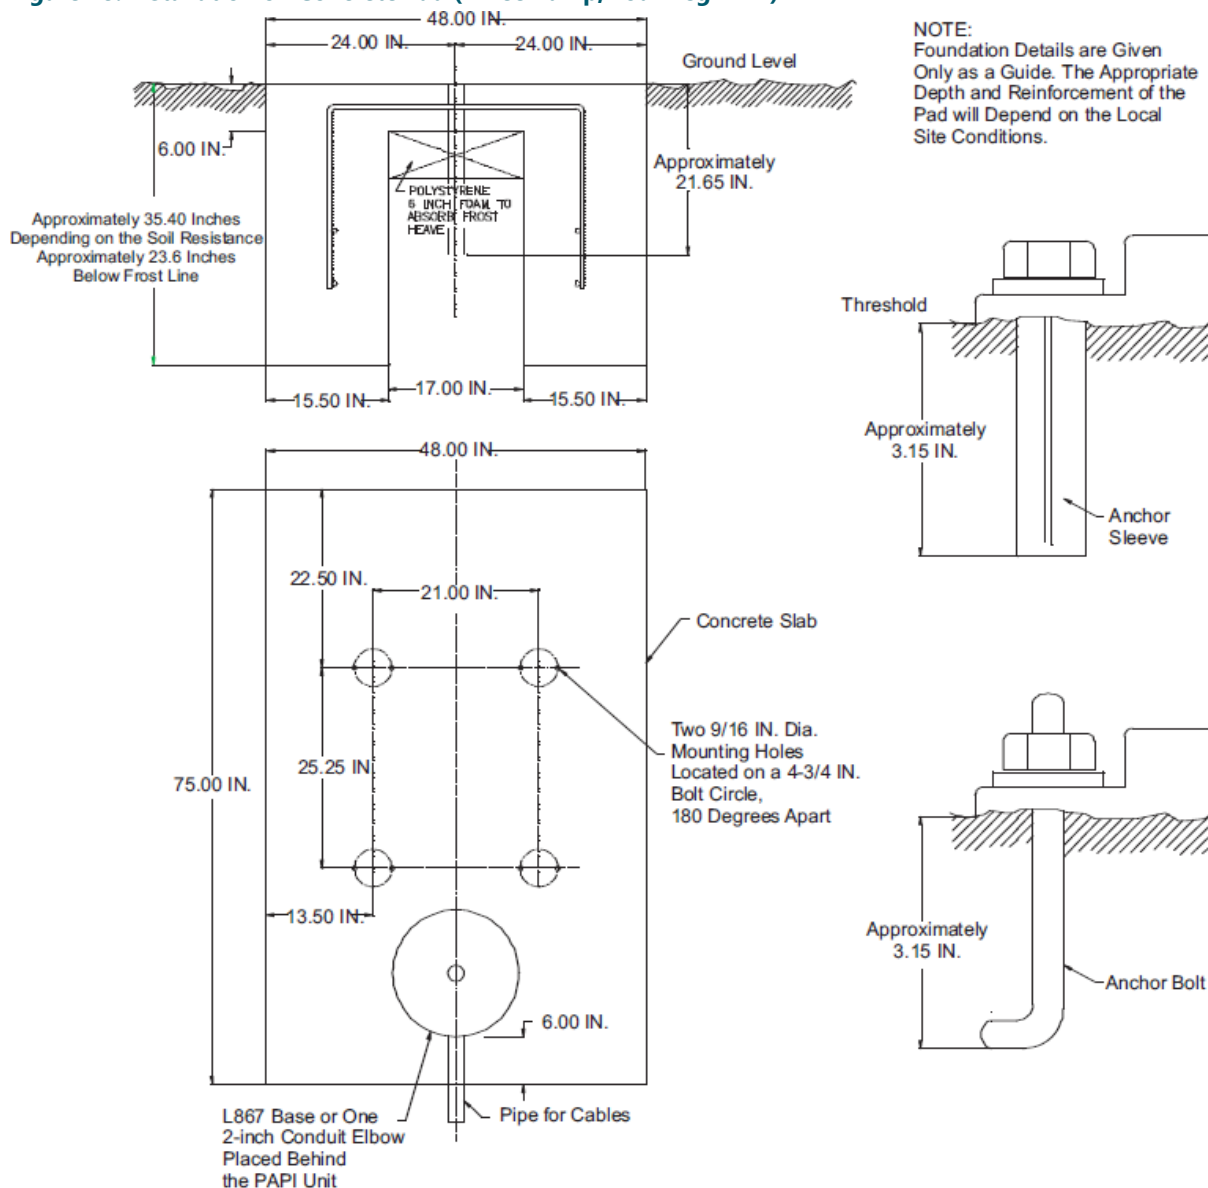 48.00 IN.
24.00 IN.
24.00 IN.
Ground Level
6.00 IN.
Approximately
21.65 IN.
POLYSTYRENE
6 INCH FOAM TO
ABSORB FROST
HEAVE
Approximately 35.40 Inches
Depending on the Soil Resistance
Approximately 23.6 Inches
Below Frost Line
15.50 IN.
17.00 IN.
15.50 IN.
NOTE:
Foundation Details are Given
Only as a Guide. The Appropriate
Depth and Reinforcement of the
Pad will Depend on the Local
Site Conditions.
Threshold
Approximately
3.15 IN.
Anchor
Sleeve
48.00 IN.
22.50 IN.
21.00 IN.
Concrete Slab
75.00 IN.
25.25 IN
Two 9/16 IN. Dia.
Mounting Holes
Located on a 4-3/4 IN.
Bolt Circle,
180 Degrees Apart
13.50 IN.
6.00 IN.
L867 Base or One
2-inch Conduit Elbow
Placed Behind
the PAPI Unit
Pipe for Cables
Approximately
3.15 IN.
Anchor Bolt